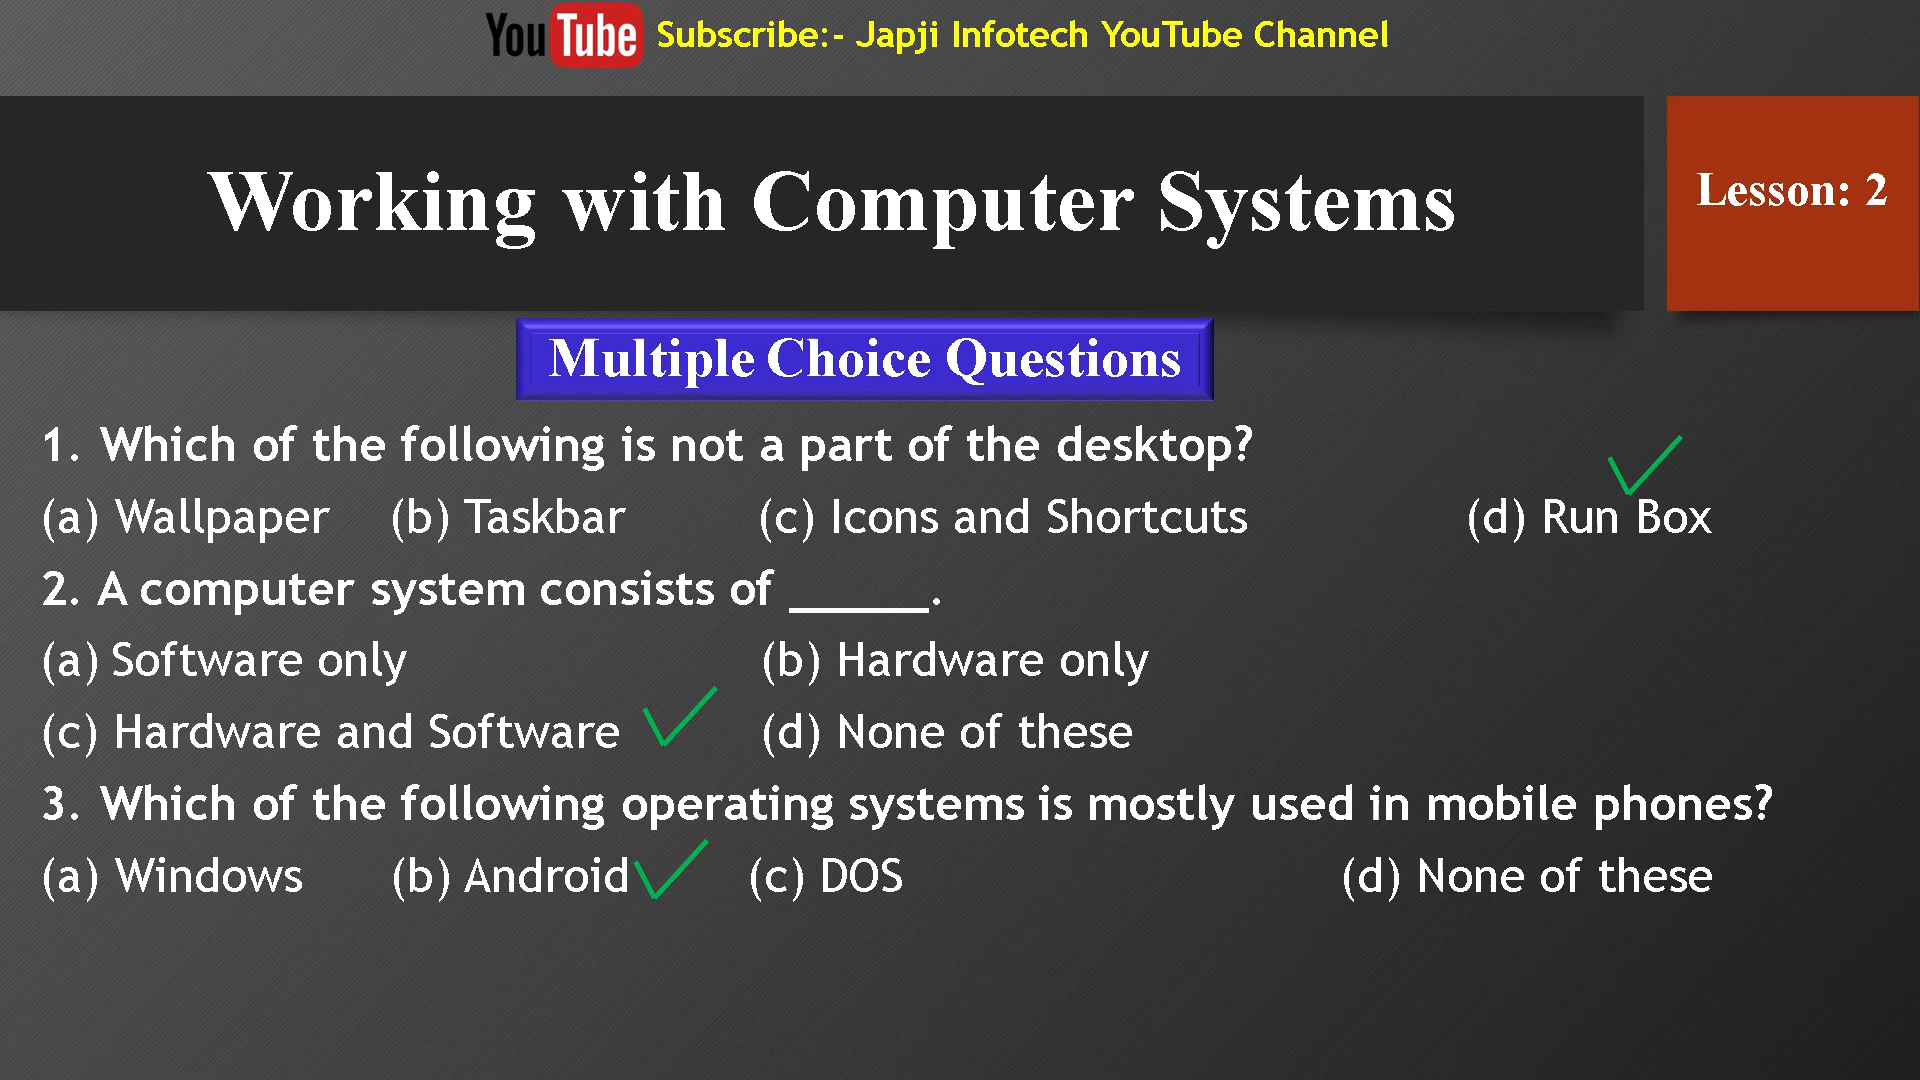 YouTube Subscribe:- Japji Infotech YouTube Channel
Working with Computer Systems
Lesson: 2
Multiple Choice Questions
1. Which of the following is not a part of the desktop?
(a) Wallpaper (b) Taskbar (c) Icons and Shortcuts (d) Run Box
2. A computer system consists of ______.
(a) Software only (b) Hardware only
(c) Hardware and Software (d) None of these
3. Which of the following operating systems is mostly used in mobile phones?
(a) Windows (b) Android (c) DOS (d) None of these